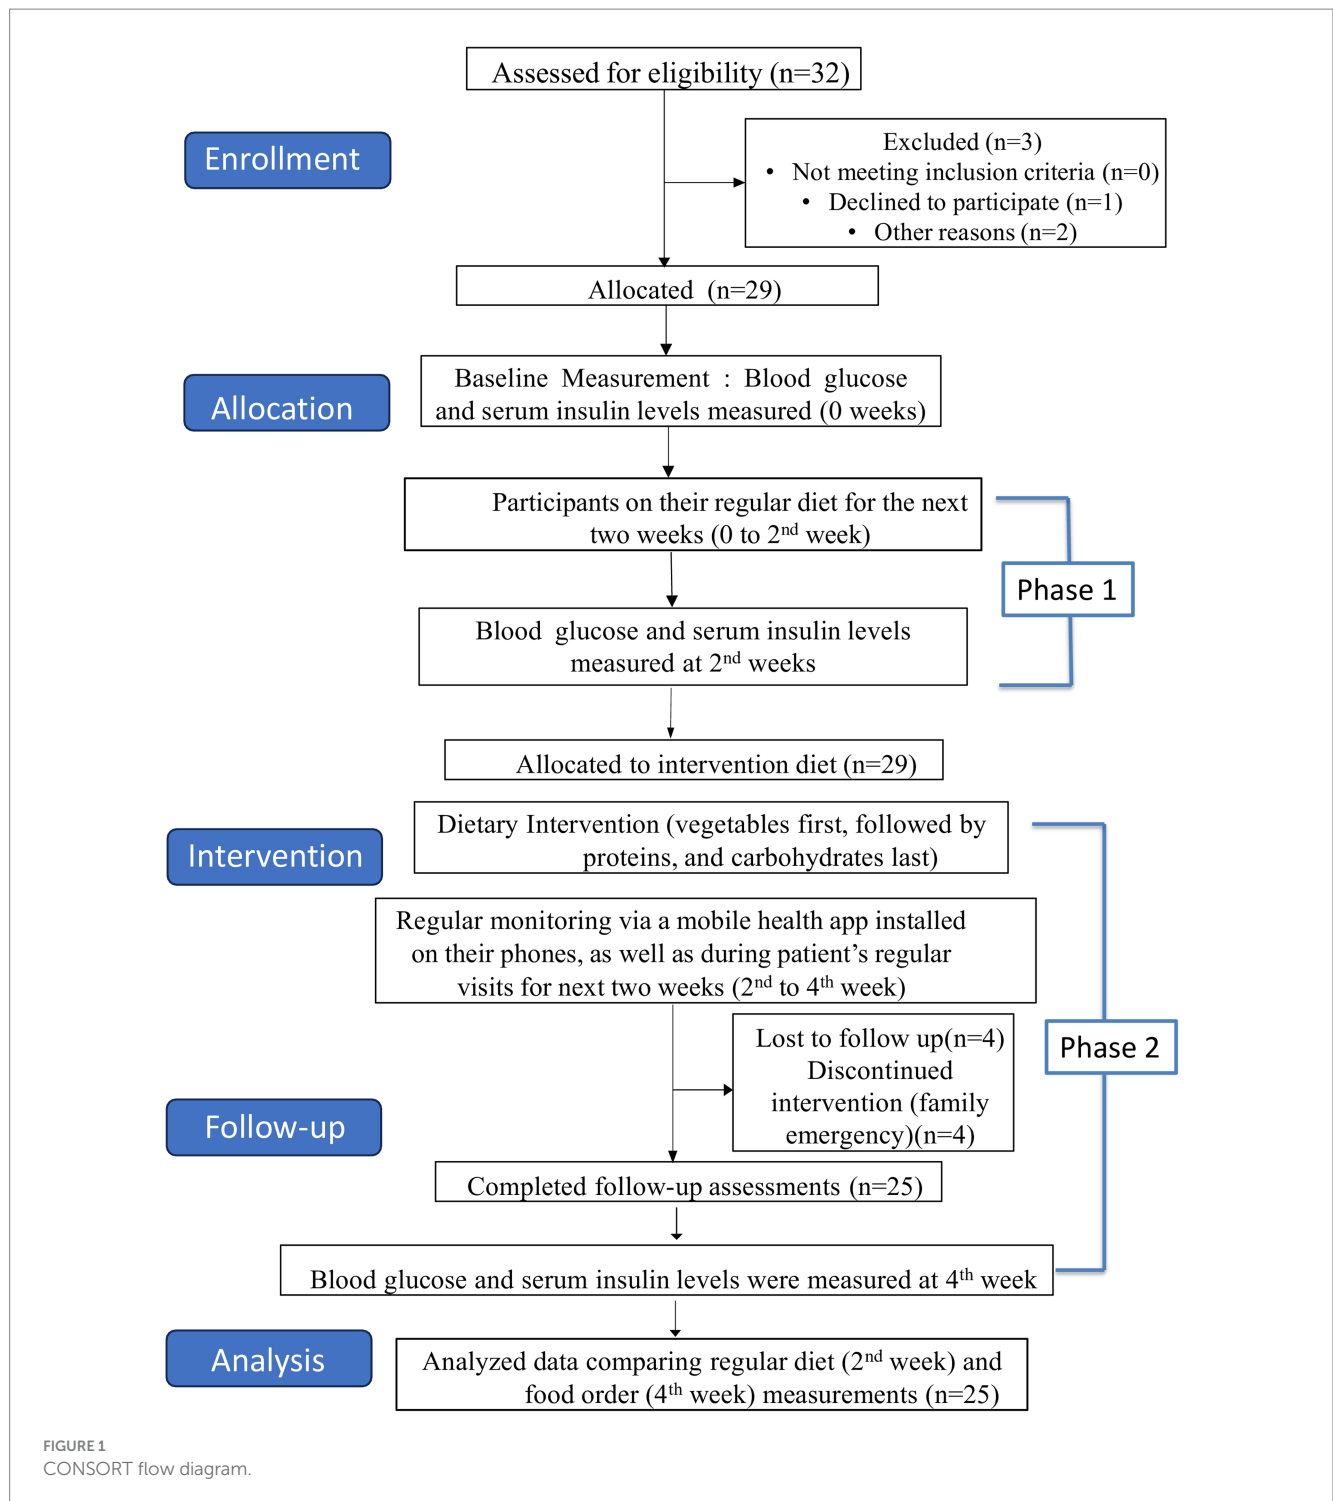 Assessed for eligibility (n=32)
Enrollment
Excluded (n=3)
• Not meeting inclusion criteria (n=0)
• Declined to participate (n=1)
• Other reasons (n=2)
Allocated (n=29)
Allocation
Baseline Measurement : Blood glucose
and serum insulin levels measured (0 weeks)
Participants on their regular diet for the next
two weeks (0 to 2nd week)
Phase 1
Blood glucose and serum insulin levels
measured at 2nd weeks
Allocated to intervention diet (n=29)
Intervention
Dietary Intervention (vegetables first, followed by
proteins, and carbohydrates last)
Regular monitoring via a mobile health app installed
on their phones, as well as during patient’s regular
visits for next two weeks (2nd to 4th week)
Phase 2
Lost to follow up(n=4)
Discontinued
intervention (family
emergency)(n=4)
Follow-up
Completed follow-up assessments (n=25)
Blood glucose and serum insulin levels were measured at 4th week
Analysis
Analyzed data comparing regular diet (2nd week) and
food order (4th week) measurements (n=25)
FIGURE 1
CONSORT flow diagram.